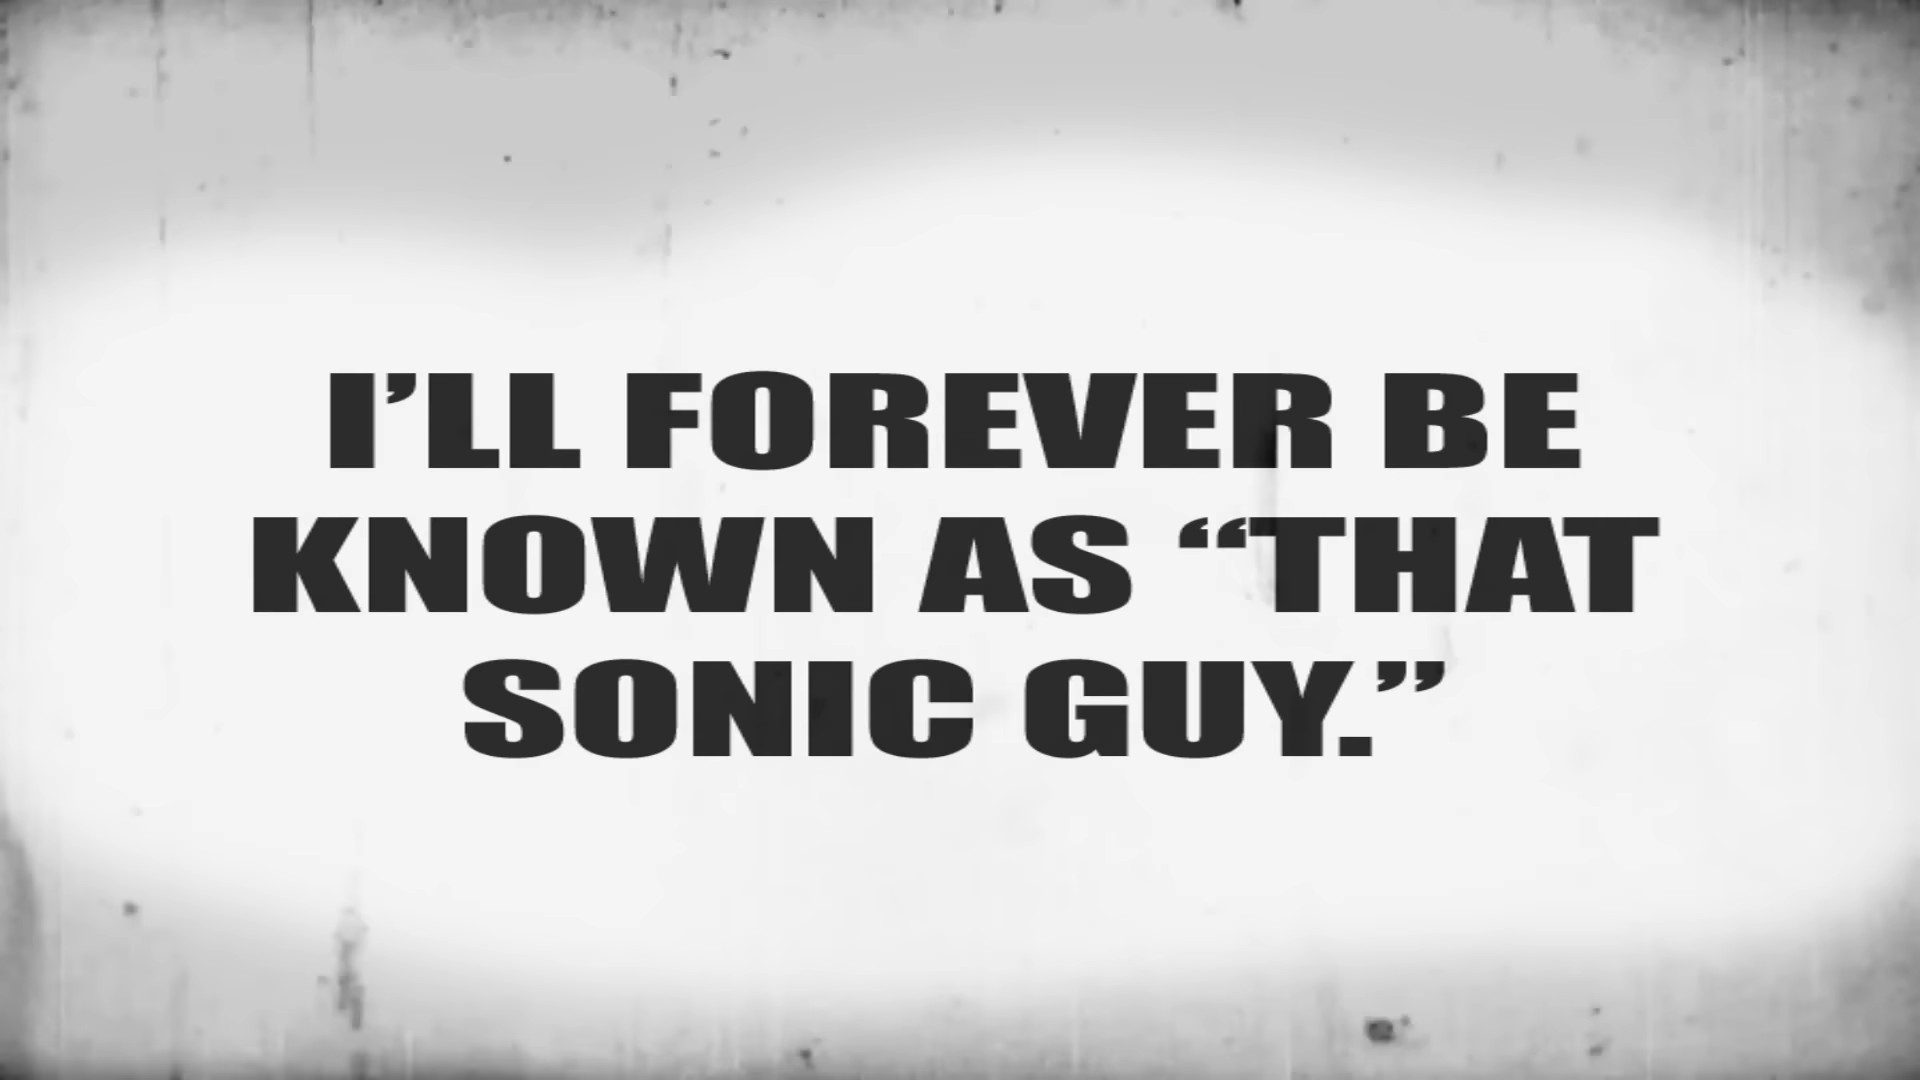 I’LL FOREVER BE
KNOWN AS “THAT
SONIC GUY.”